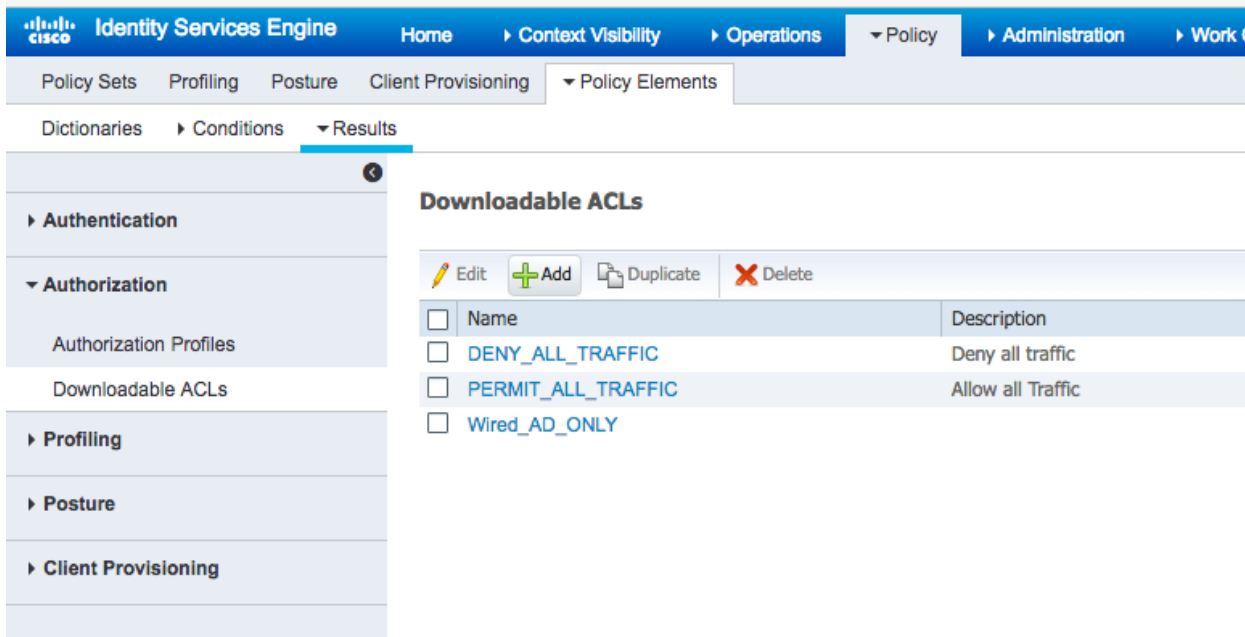 cisco Identity Services Engine Home Context Visibility Operations Policy Administration Work
Policy Sets Profiling Posture Client Provisioning Policy Elements
Dictionaries Conditions Results
Authentication
Authorization
Authorization Profiles
Downloadable ACLs
Profiling
Posture
Client Provisioning
Downloadable ACLs
Edit Add Duplicate Delete
Name Description
DENY_ALL_TRAFFIC Deny all traffic
PERMIT_ALL_TRAFFIC Allow all Traffic
Wired_AD_ONLY